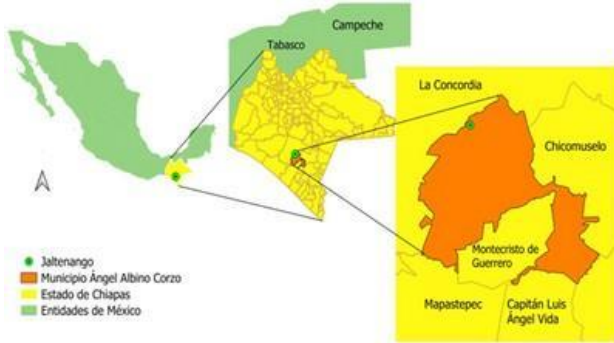 Campeche
Tabasco
La Concordia
Chicomuselo
Montecristo de
Guerrero
Mapastepec
Capitán Luis
Ángel Vida
Jaltenango
Municipio Ángel Albino Corzo
Estado de Chiapas
Entidades de México